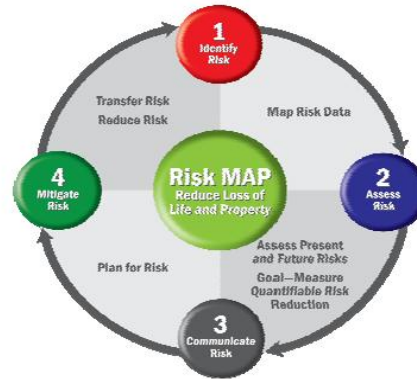 1
Identify
Risk
Transfer Risk
Reduce Risk
Map Risk Data
4
Mitigate
Risk
Risk MAP
Reduce Loss of
Life and Property
2
Assess
Risk
Plan for Risk
Assess Present
and Future Risks
Goal—Measure
Quantifiable Risk
Reduction
3
Communicate
Risk